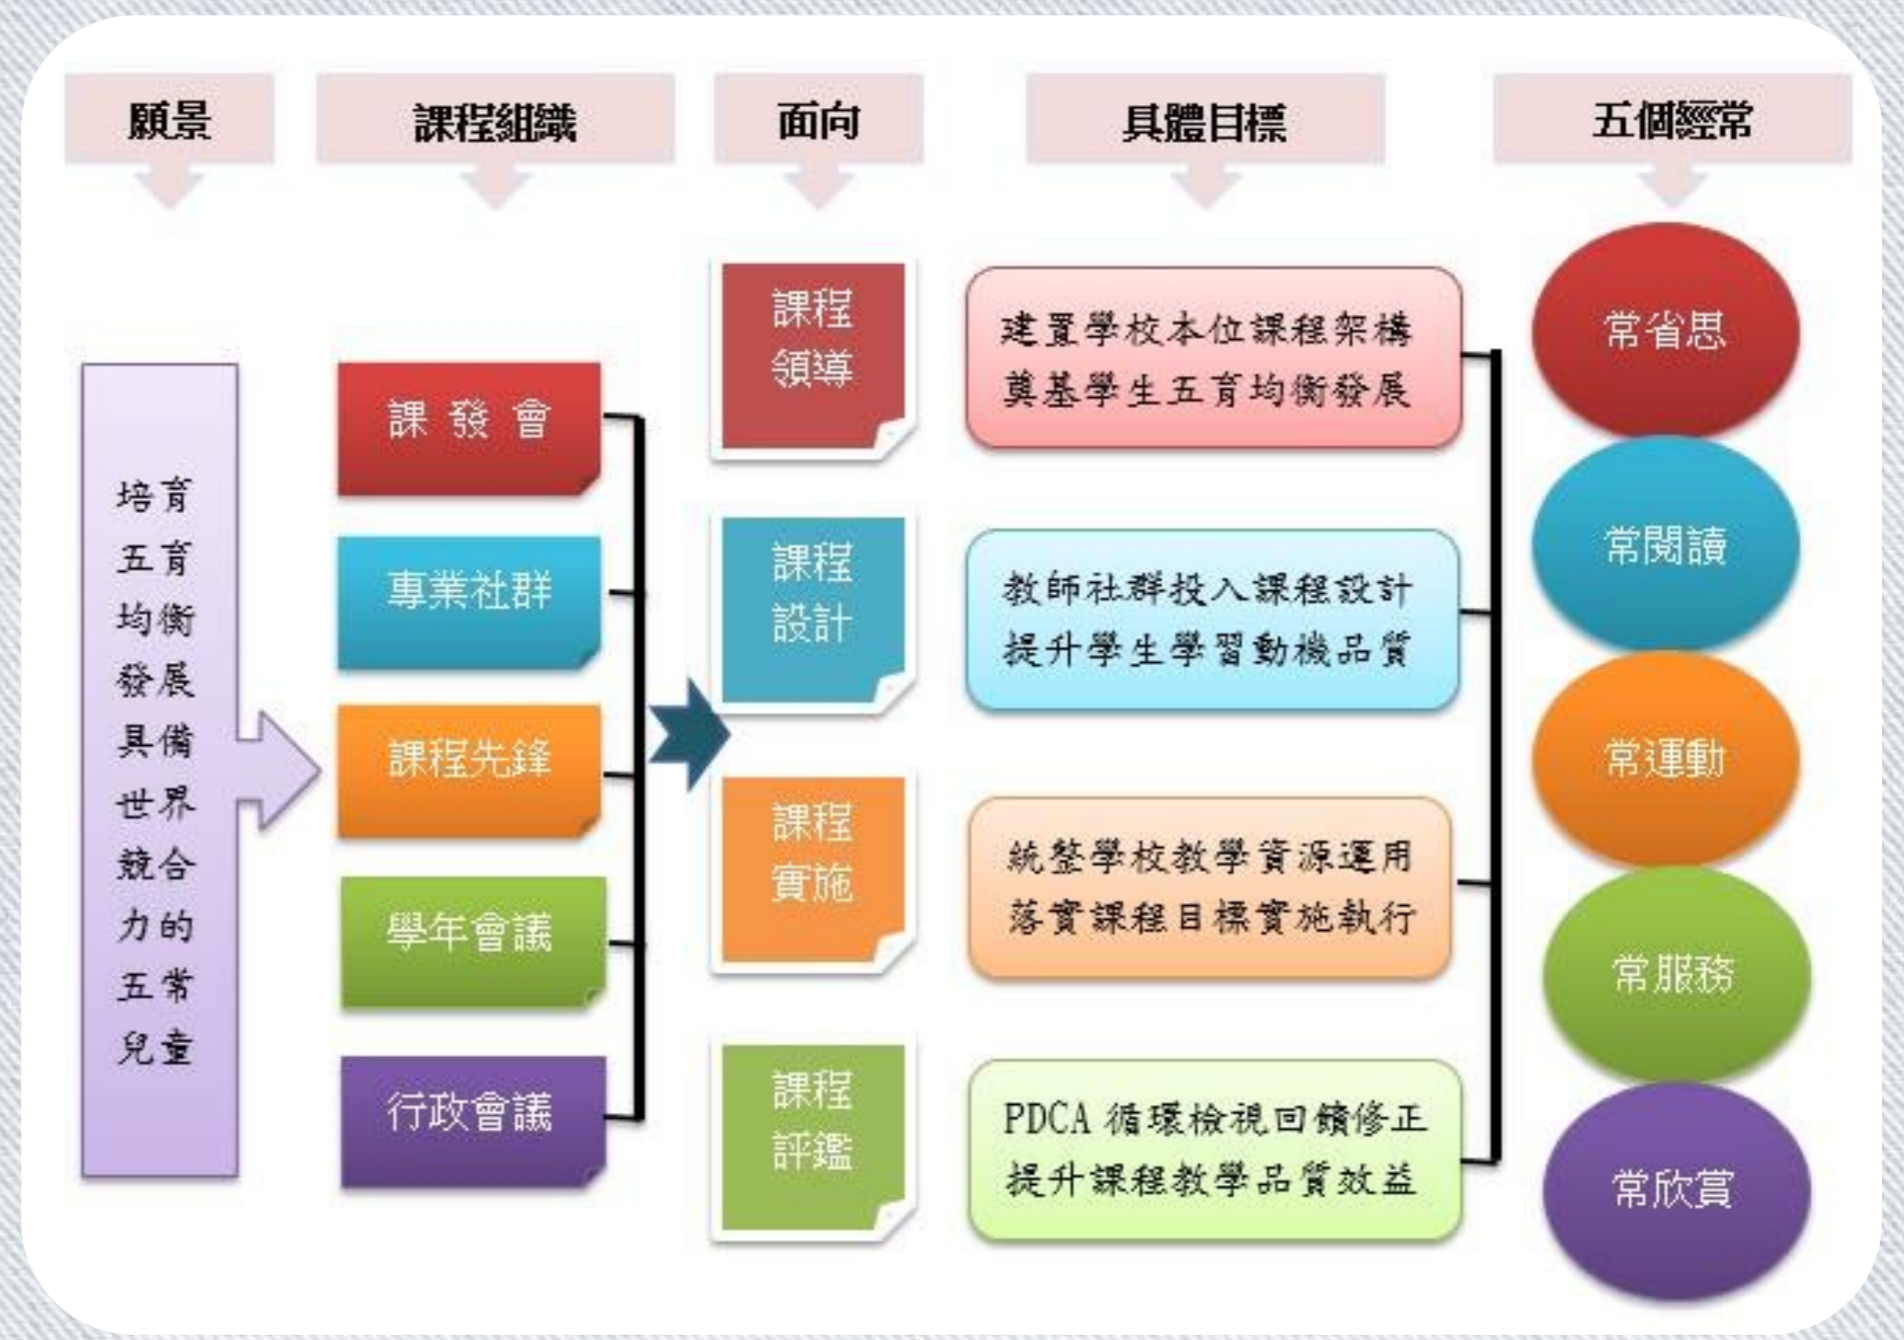 願景
課程組織
面向
具體目標
五個經常
培育
五育
均衡
發展
具備
世界
競合
力的
五常
兒童
課發會
專業社群
課程先鋒
學年會議
行政會議
課程
領導
課程
設計
課程
實施
課程
評鑑
建置學校本位課程架構
奠基學生五育均衡發展
教師社群投入課程設計
提升學生學習動機品質
統整學校教學資源運用
落實課程目標實施執行
PDCA 循環檢視回饋修正
提升課程教學品質效益
常省思
常閱讀
常運動
常服務
常欣賞